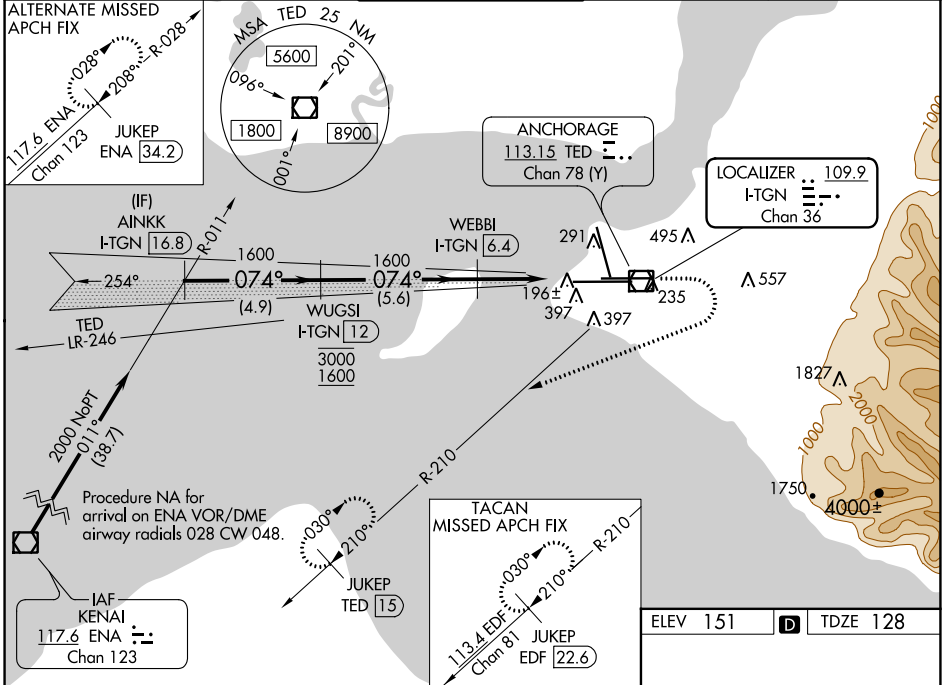 ALTERNATE MISSED
APCH FIX
028°
208°
R-028
117.6 ENA
Chan 123
JUKEP
ENA 34.2
MSA TED 25 NM
5600
096°
201°
1800
8900
001°
ANCHORAGE
113.15 TED
Chan 78 (Y)
LOCALIZER 109.9
I-TGN
Chan 36
(IF)
AINKK
I-TGN 16.8
R-011
WEBBI
I-TGN 6.4
1600
1600
254°
074°
074°
(4.9)
(5.6)
WUGSI
I-TGN 12
3000
1600
TED
LR-246
291
495
557
196±
235
397
397
1827
1000
1000
2000
1750
4000±
2000 NoPT
011°
(38.7)
R-210
Procedure NA for
arrival on ENA VOR/DME
airway radials 028 CW 048.
IAF
KENAI
117.6 ENA
Chan 123
030°
210°
JUKEP
TED 15
TACAN
MISSED APCH FIX
030°
210°
R-210
113.4 EDF
Chan 81
JUKEP
EDF 22.6
ELEV 151 D TDZE 128